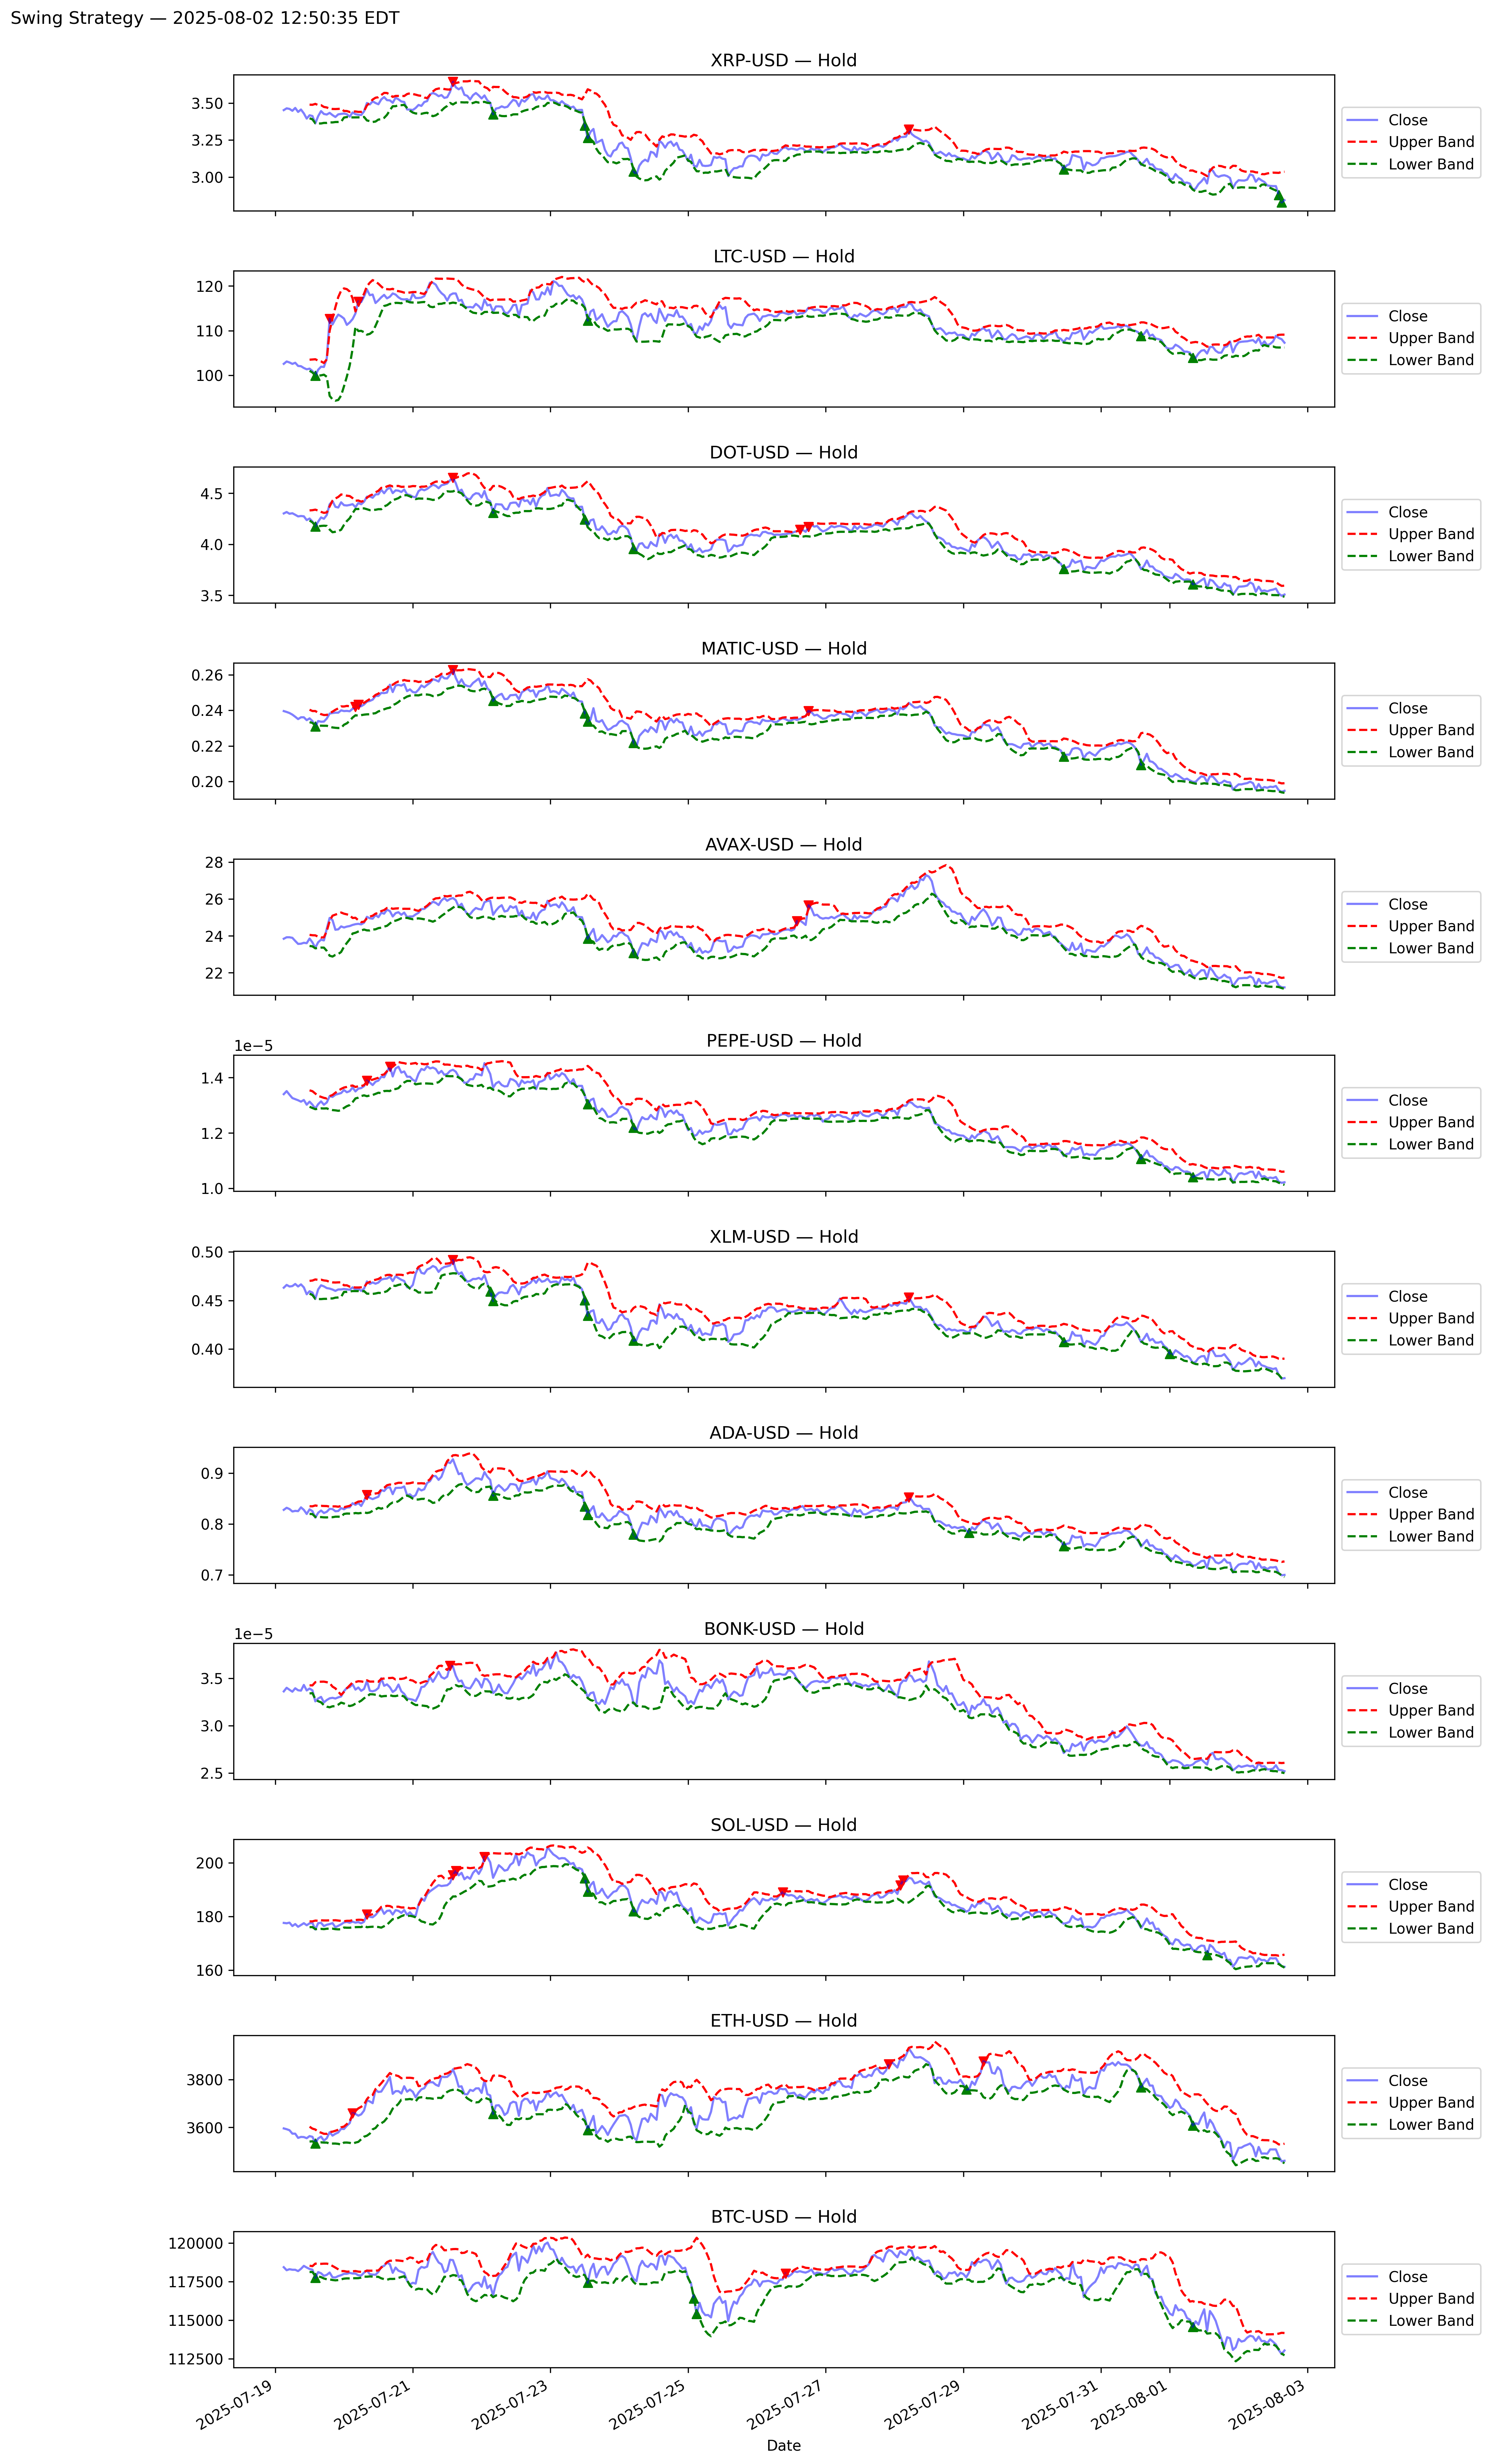 Swing Strategy — 2025-08-02 12:50:35 EDT
XRP-USD — Hold
3.50
3.25
3.00
Close
Upper Band
Lower Band
LTC-USD — Hold
120
110
100
Close
Upper Band
Lower Band
DOT-USD — Hold
4.5
4.0
3.5
Close
Upper Band
Lower Band
MATIC-USD — Hold
0.26
0.24
0.22
0.20
Close
Upper Band
Lower Band
AVAX-USD — Hold
28
26
24
22
Close
Upper Band
Lower Band
PEPE-USD — Hold
1e−5
1.4
1.2
1.0
Close
Upper Band
Lower Band
XLM-USD — Hold
0.50
0.45
0.40
Close
Upper Band
Lower Band
ADA-USD — Hold
0.9
0.8
0.7
Close
Upper Band
Lower Band
BONK-USD — Hold
1e−5
3.5
3.0
2.5
Close
Upper Band
Lower Band
SOL-USD — Hold
200
180
160
Close
Upper Band
Lower Band
ETH-USD — Hold
3800
3600
Close
Upper Band
Lower Band
BTC-USD — Hold
120000
117500
115000
112500
Close
Upper Band
Lower Band
2025-07-19
2025-07-21
2025-07-23
2025-07-25
2025-07-27
2025-07-29
2025-07-31
2025-08-01
2025-08-03
Date